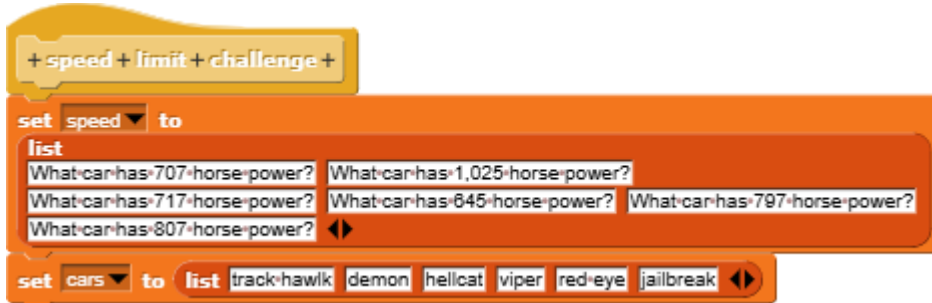 + speed + limit + challenge +
set speed to
list
What car has 707 horse power? What car has 1,025 horse power?
What car has 717 horse power? What car has 645 horse power? What car has 797 horse power?
What car has 807 horse power?
set cars to list track hawlk demon hellcat viper red eye jailbreak